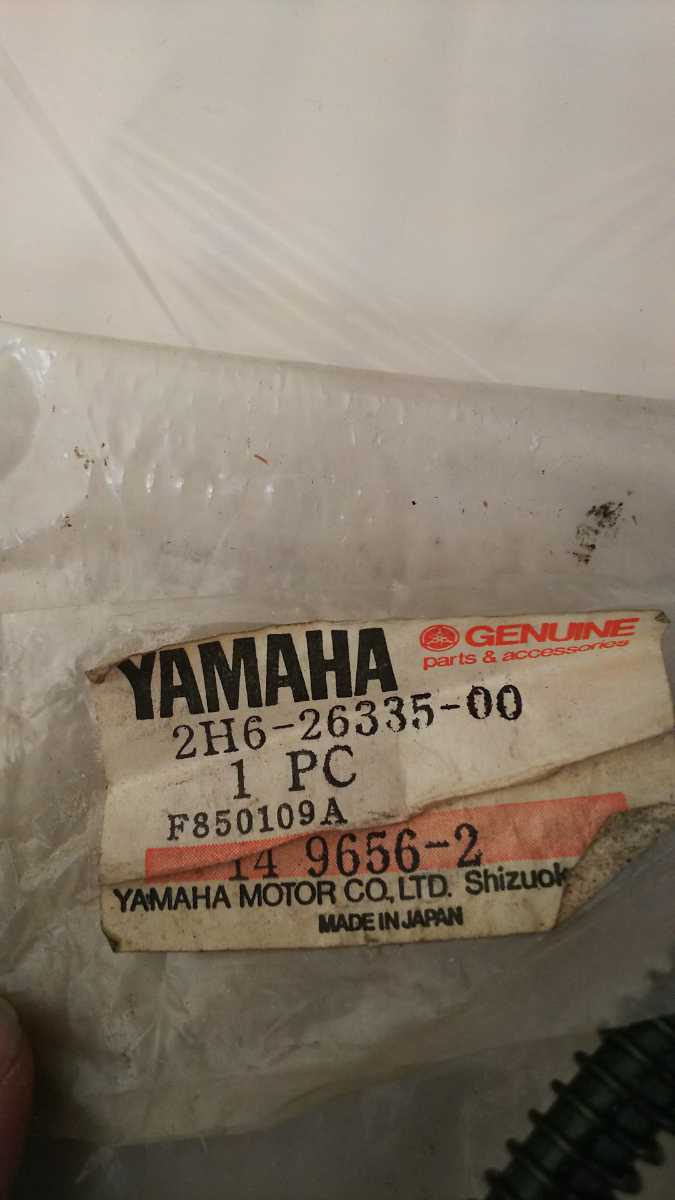 YAMAHA GENUINE
parts & accessories
2H6-26335-00
1 PC
F850109A
14 9656-2
YAMAHA MOTOR CO., LTD.
MADE IN JAPAN